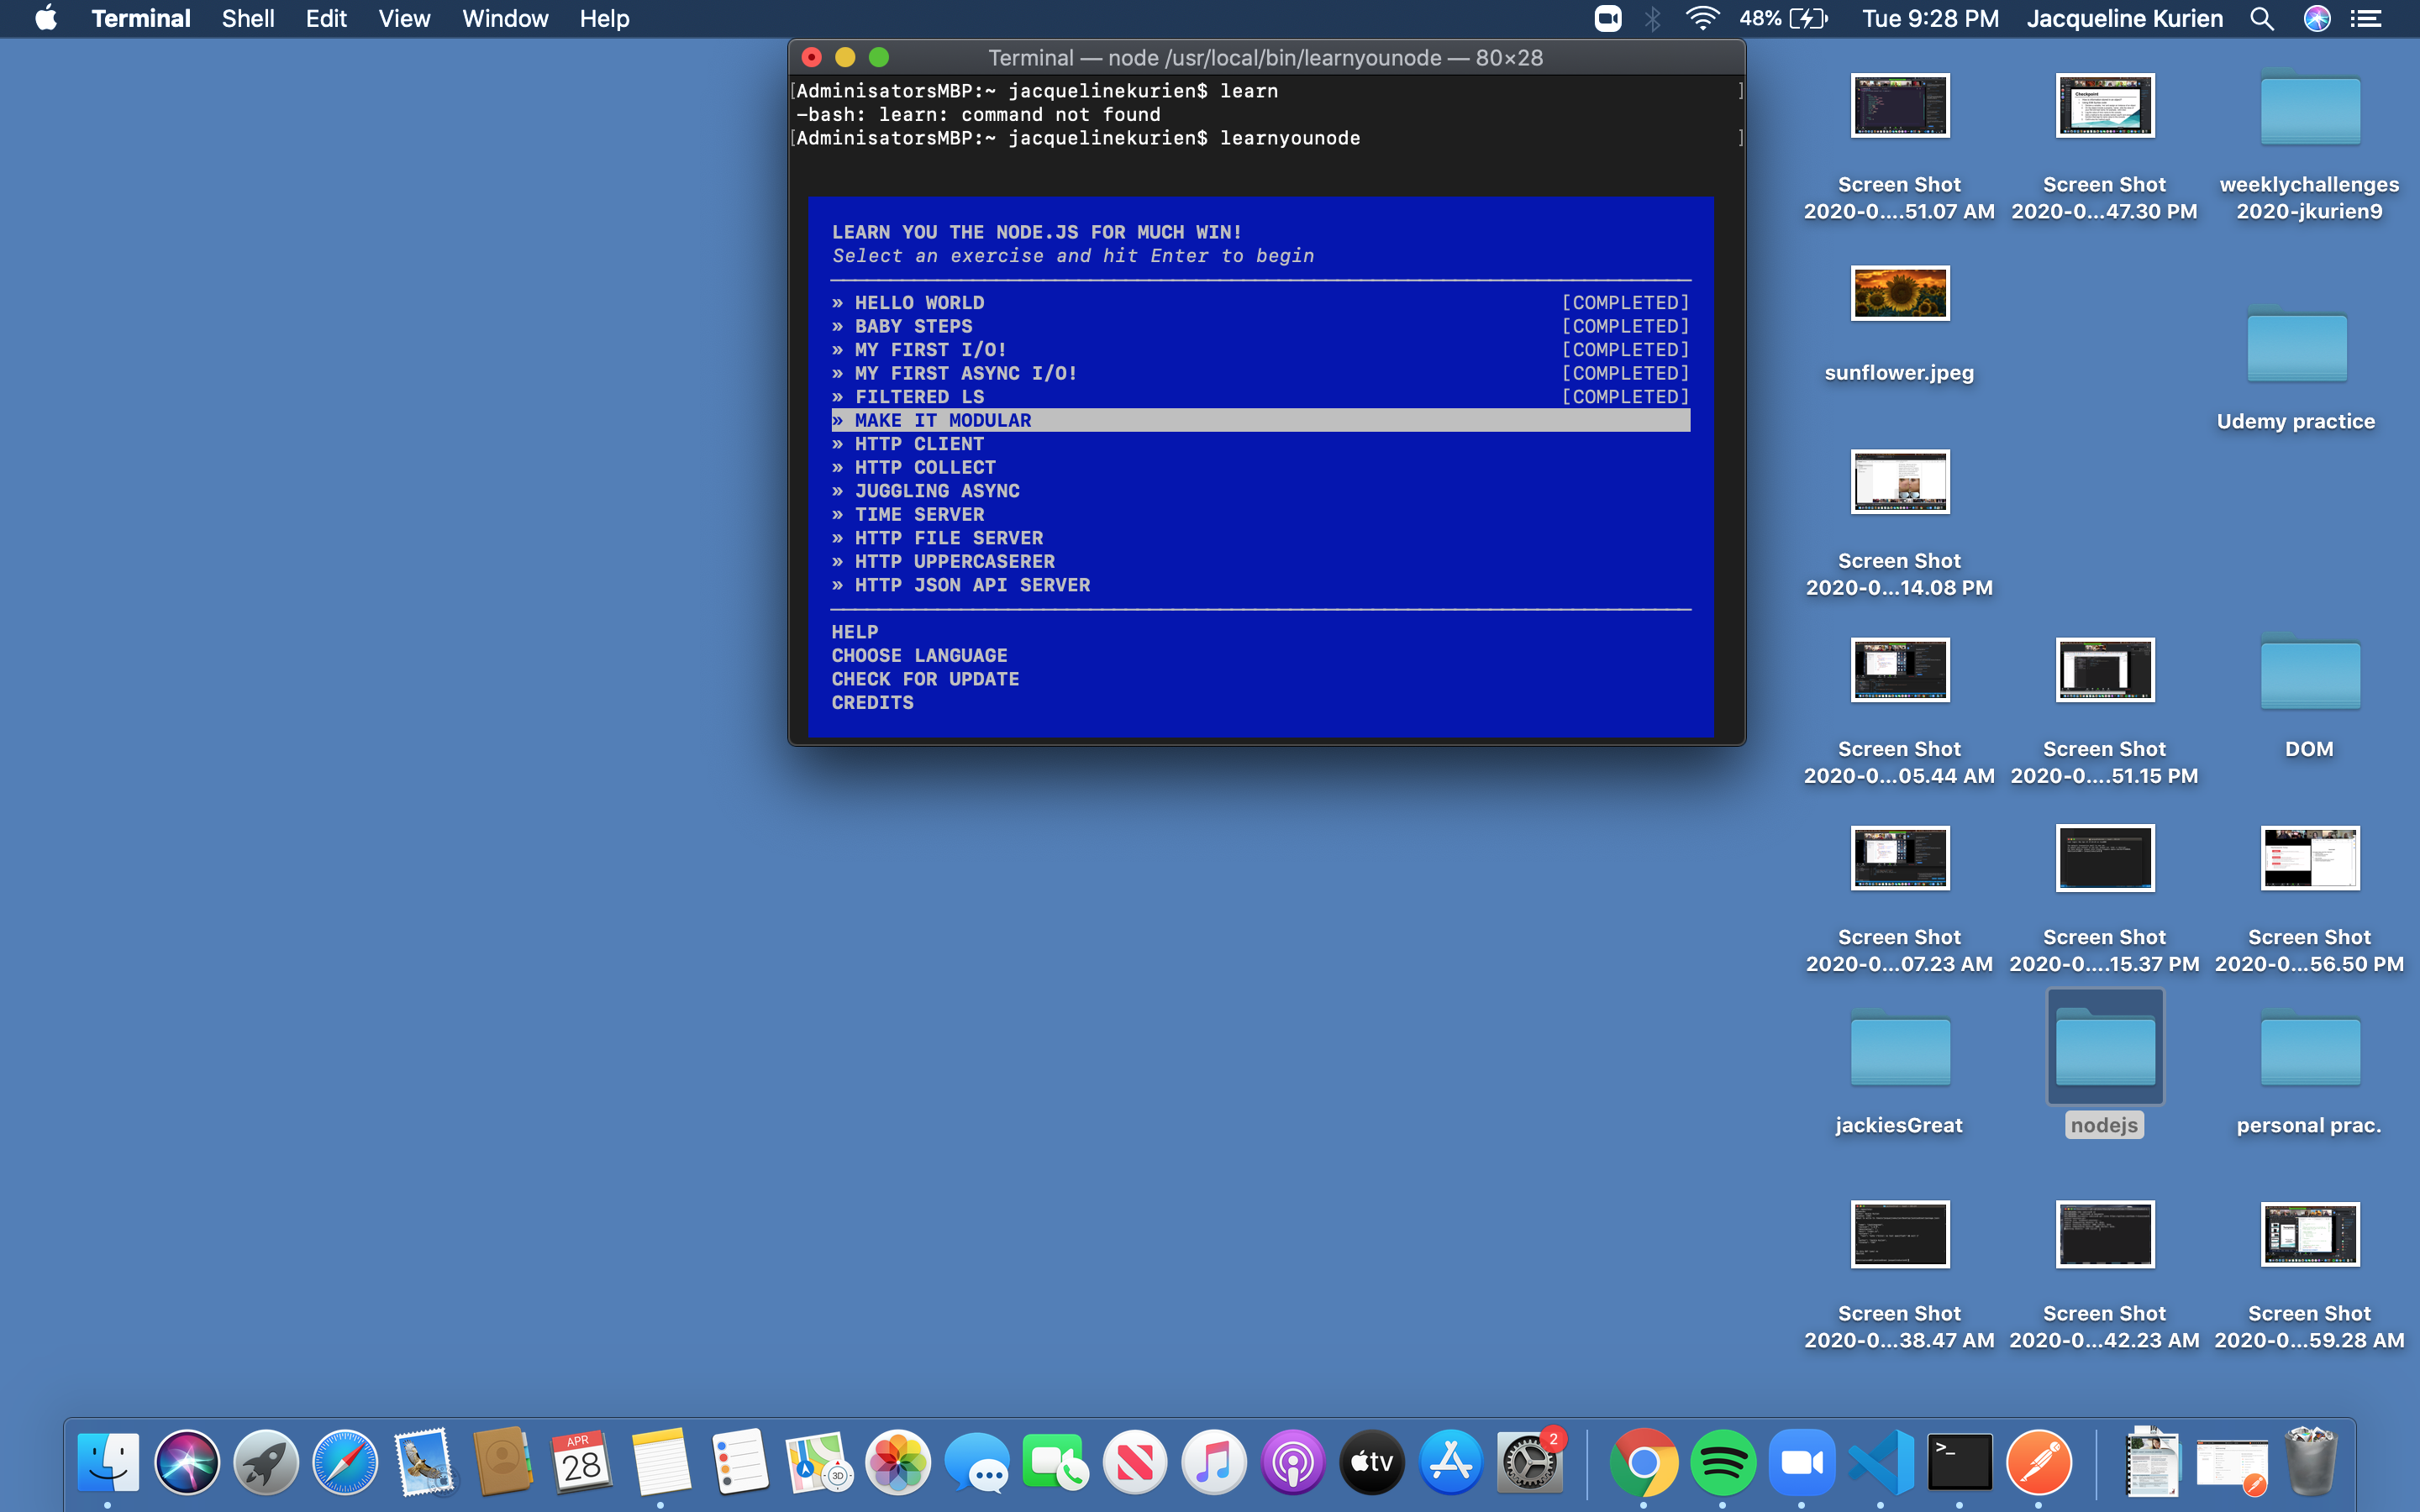 Terminal Shell Edit View Window Help 48% Tue 9:28 PM Jacqueline Kurien
Terminal — node /usr/local/bin/learnyounode — 80×28
[AdminisatorsMBP:~ jacquelinekurien$ learn ]
-bash: learn: command not found
[AdminisatorsMBP:~ jacquelinekurien$ learnyounode ]
LEARN YOU THE NODE.JS FOR MUCH WIN!
Select an exercise and hit Enter to begin
» HELLO WORLD [COMPLETED]
» BABY STEPS [COMPLETED]
» MY FIRST I/O! [COMPLETED]
» MY FIRST ASYNC I/O! [COMPLETED]
» FILTERED LS [COMPLETED]
» MAKE IT MODULAR
» HTTP CLIENT
» HTTP COLLECT
» JUGGLING ASYNC
» TIME SERVER
» HTTP FILE SERVER
» HTTP UPPERCASERER
» HTTP JSON API SERVER
HELP
CHOOSE LANGUAGE
CHECK FOR UPDATE
CREDITS
Checkpoint
Screen Shot
2020-0....51.07 AM
Screen Shot
2020-0...47.30 PM
weeklychallenges
2020-jkurien9
sunflower.jpeg
Udemy practice
Screen Shot
2020-0...14.08 PM
Screen Shot
2020-0...05.44 AM
Screen Shot
2020-0....51.15 PM
DOM
Screen Shot
2020-0...07.23 AM
Screen Shot
2020-0....15.37 PM
Screen Shot
2020-0...56.50 PM
jackiesGreat
nodejs
personal prac.
Screen Shot
2020-0...38.47 AM
Screen Shot
2020-0...42.23 AM
Screen Shot
2020-0...59.28 AM
APR
28
3D
tv
2
>_